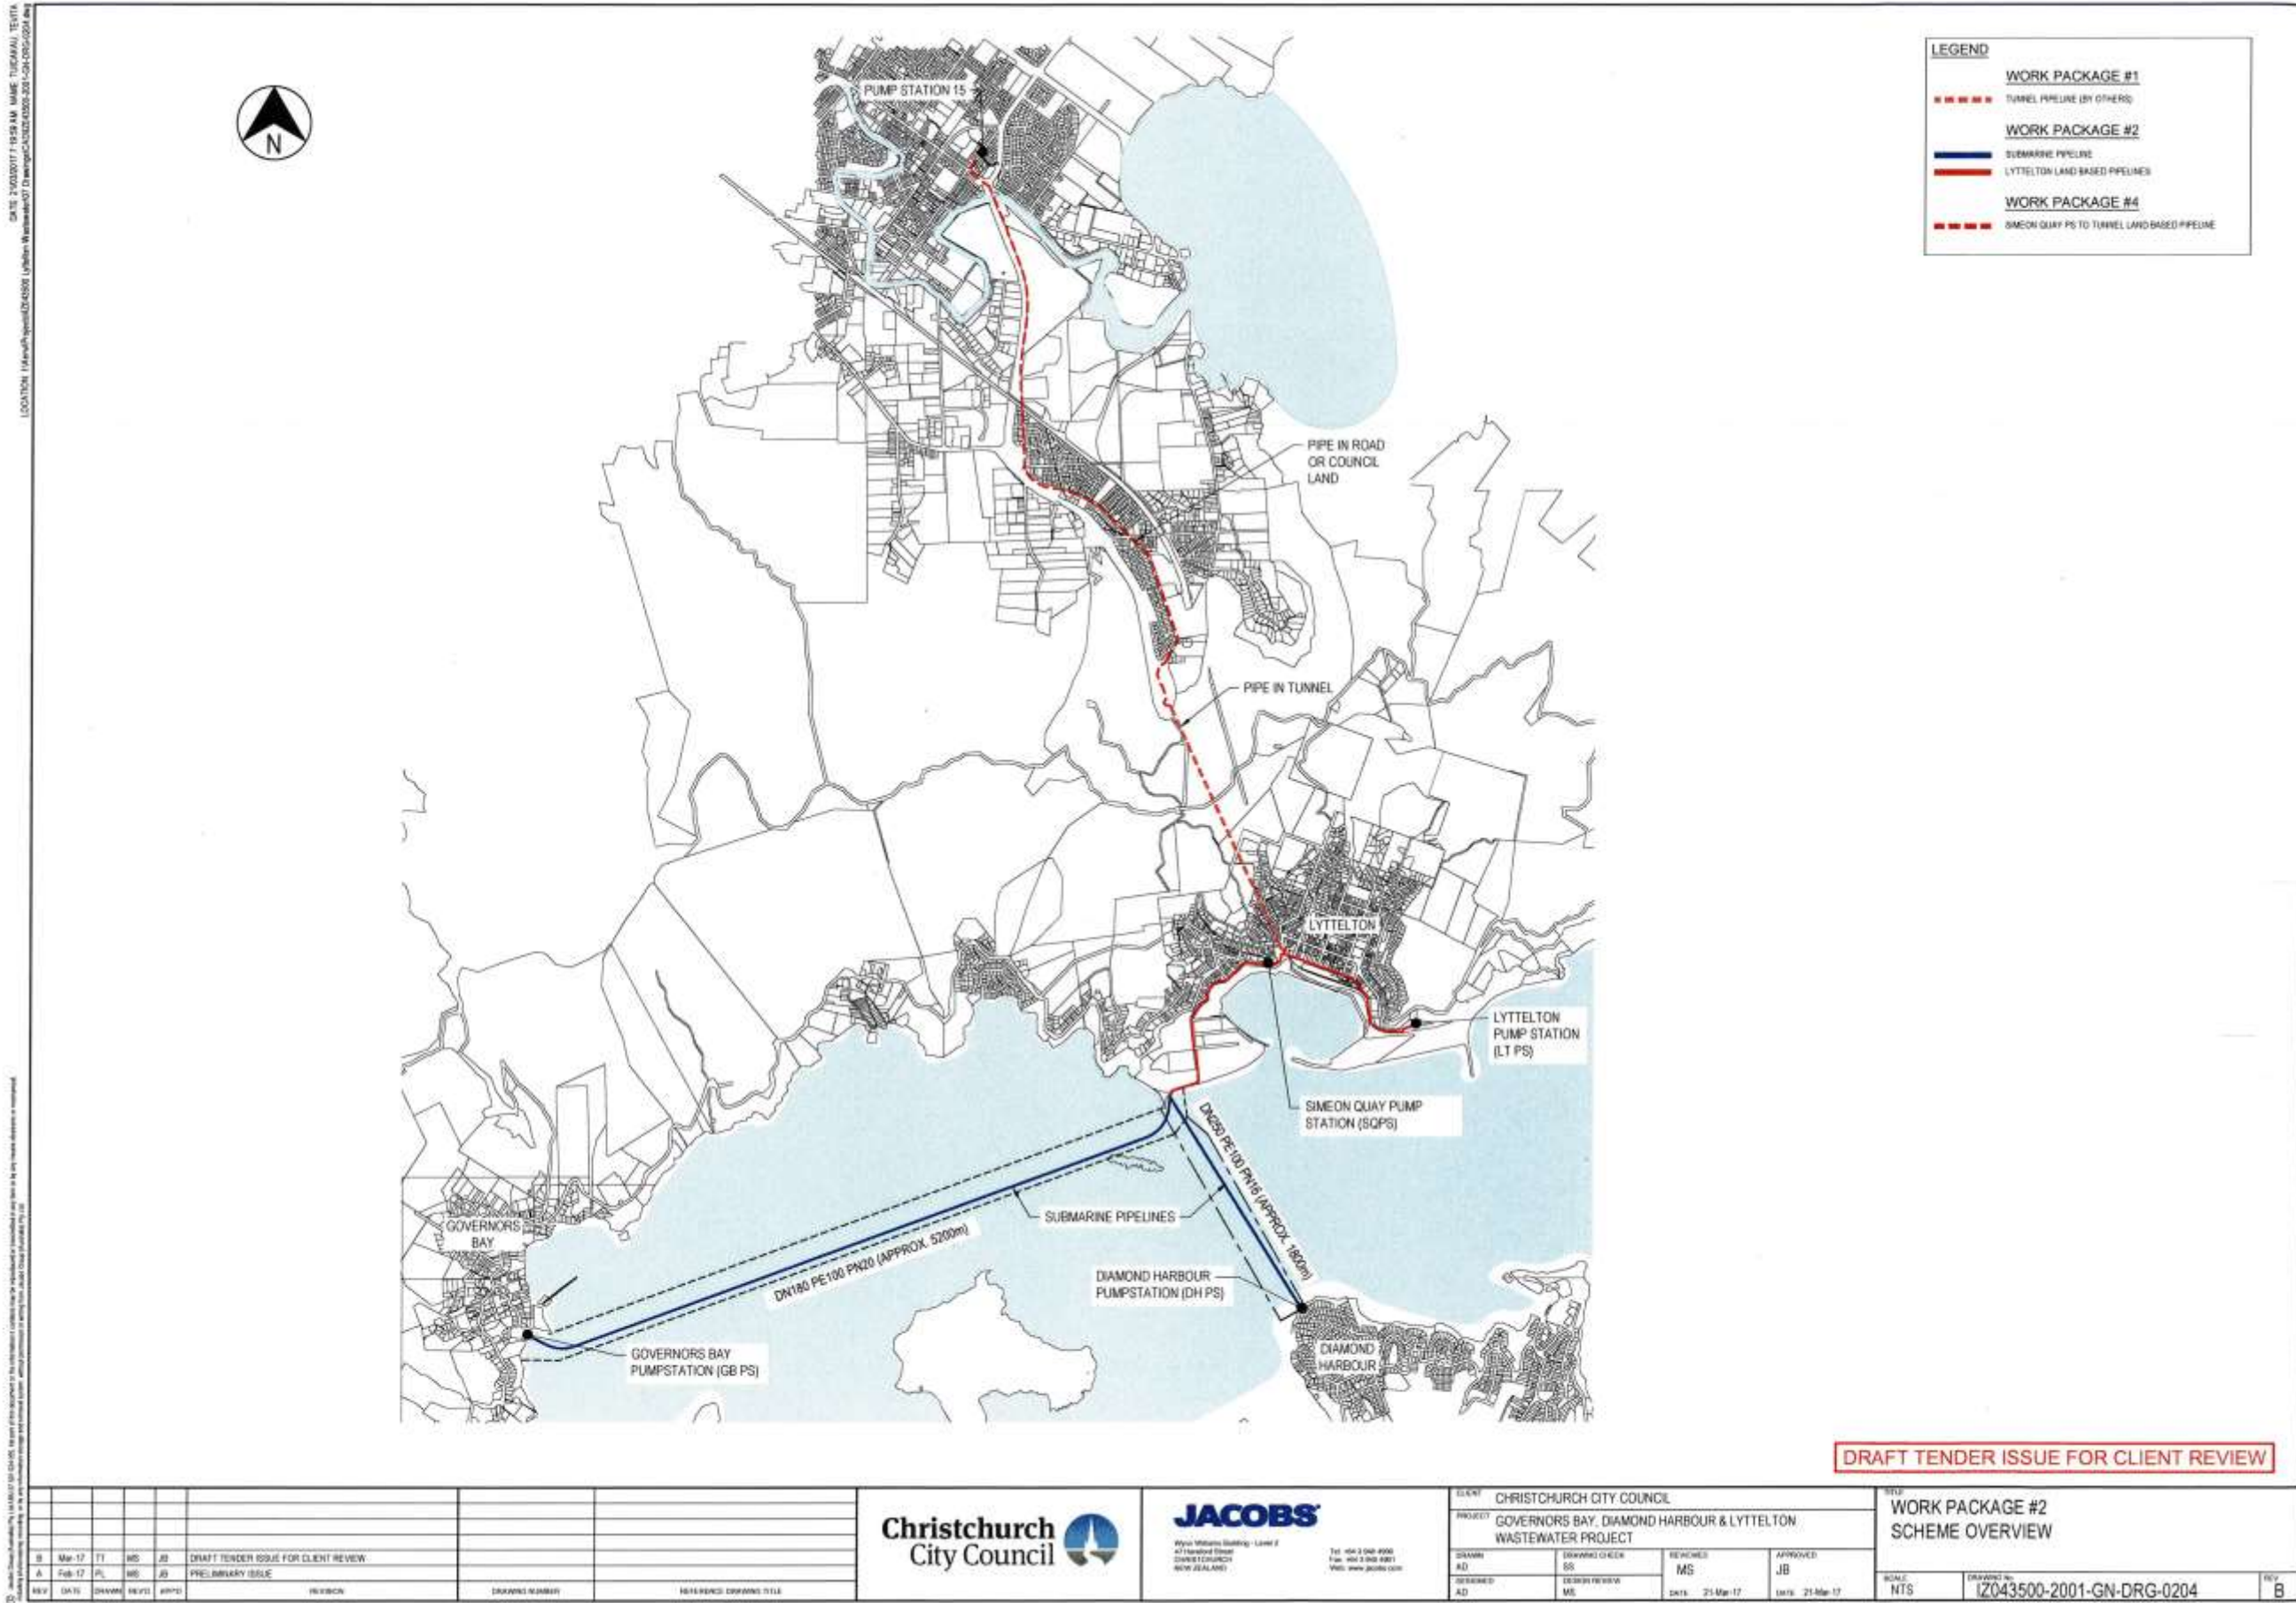 LEGEND
WORK PACKAGE #1
TUNNEL PIPELINE (BY OTHERS)
WORK PACKAGE #2
SUBMARINE PIPELINE
LYTTELTON LAND BASED PIPELINES
WORK PACKAGE #4
SIMEON QUAY PS TO TUNNEL LAND BASED PIPELINE
N
PUMP STATION 15
PIPE IN ROAD
OR COUNCIL
LAND
PIPE IN TUNNEL
LYTTELTON
LYTTELTON
PUMP STATION
(LT PS)
SIMEON QUAY PUMP
STATION (SQPS)
DN250 PE100 PN16 (APPROX. 1800m)
SUBMARINE PIPELINES
GOVERNORS
BAY
DN180 PE100 PN20 (APPROX. 5200m)
DIAMOND HARBOUR
PUMPSTATION (DH PS)
GOVERNORS BAY
PUMPSTATION (GB PS)
DIAMOND
HARBOUR
DRAFT TENDER ISSUE FOR CLIENT REVIEW
B Mar-17 TT MS JB DRAFT TENDER ISSUE FOR CLIENT REVIEW
A Feb-17 PL MS JB PRELIMINARY ISSUE
REV DATE DRAWN REV'D APP'D REVISION DRAWING NUMBER REFERENCE DRAWING TITLE
Christchurch
City Council
JACOBS
CHRISTCHURCH
NEW ZEALAND
CLIENT CHRISTCHURCH CITY COUNCIL
PROJECT GOVERNORS BAY, DIAMOND HARBOUR & LYTTELTON
WASTEWATER PROJECT
DRAWN AD
DRAWING CHECK SS
REVIEWED MS
APPROVED JB
DESIGNED AD
DESIGN REVIEW MS
DATE 21-Mar-17
DATE 21-Mar-17
TITLE
WORK PACKAGE #2
SCHEME OVERVIEW
SCALE NTS
DRAWING No IZ043500-2001-GN-DRG-0204
REV B